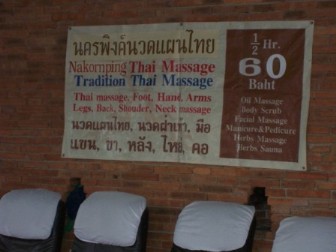 นครพิงค์นวดแผนไทย
Nakornping Thai Massage
Tradition Thai Massage
Thai massage, Foot, Hand, Arms
Legs, Back, Shouder, Neck massage
นวดแผนไทย, นวดฝ่าเท้า, มือ
แขน, ขา, หลัง, ไหล่, คอ
1/2 Hr.
60
Baht
Oil Massage
Body Scrub
Facial Massage
Manicure&Pedicure
Herbs Massage
Herbs Sauna